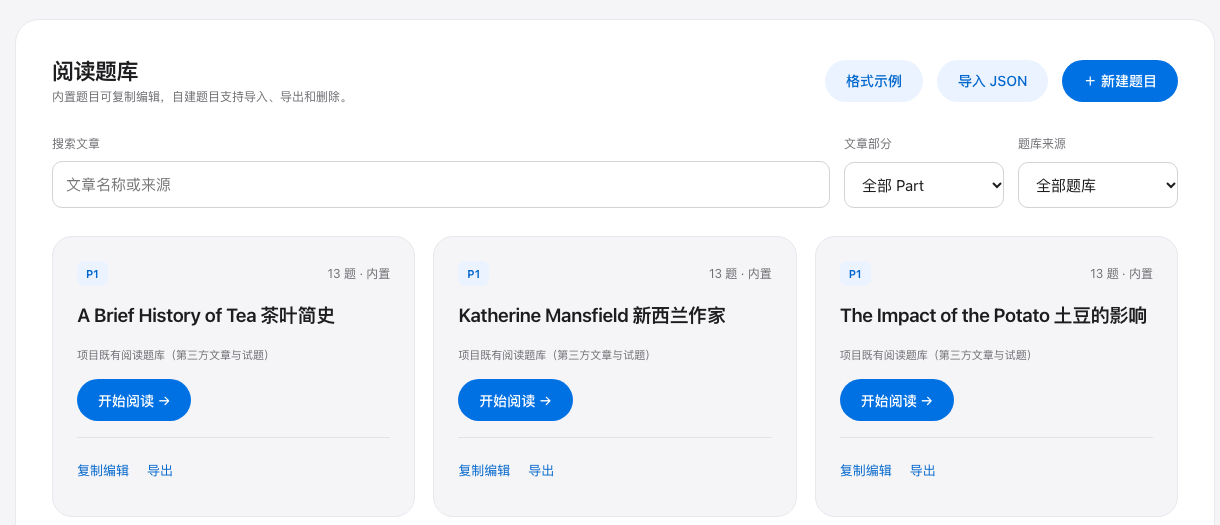 阅读题库
内置题目可复制编辑，自建题目支持导入、导出和删除。
格式示例
导入 JSON
＋ 新建题目
搜索文章
文章名称或来源
文章部分
全部 Part
题库来源
全部题库
P1
13 题 · 内置
A Brief History of Tea 茶叶简史
项目既有阅读题库（第三方文章与试题）
开始阅读 →
复制编辑 导出
P1
13 题 · 内置
Katherine Mansfield 新西兰作家
项目既有阅读题库（第三方文章与试题）
开始阅读 →
复制编辑 导出
P1
13 题 · 内置
The Impact of the Potato 土豆的影响
项目既有阅读题库（第三方文章与试题）
开始阅读 →
复制编辑 导出